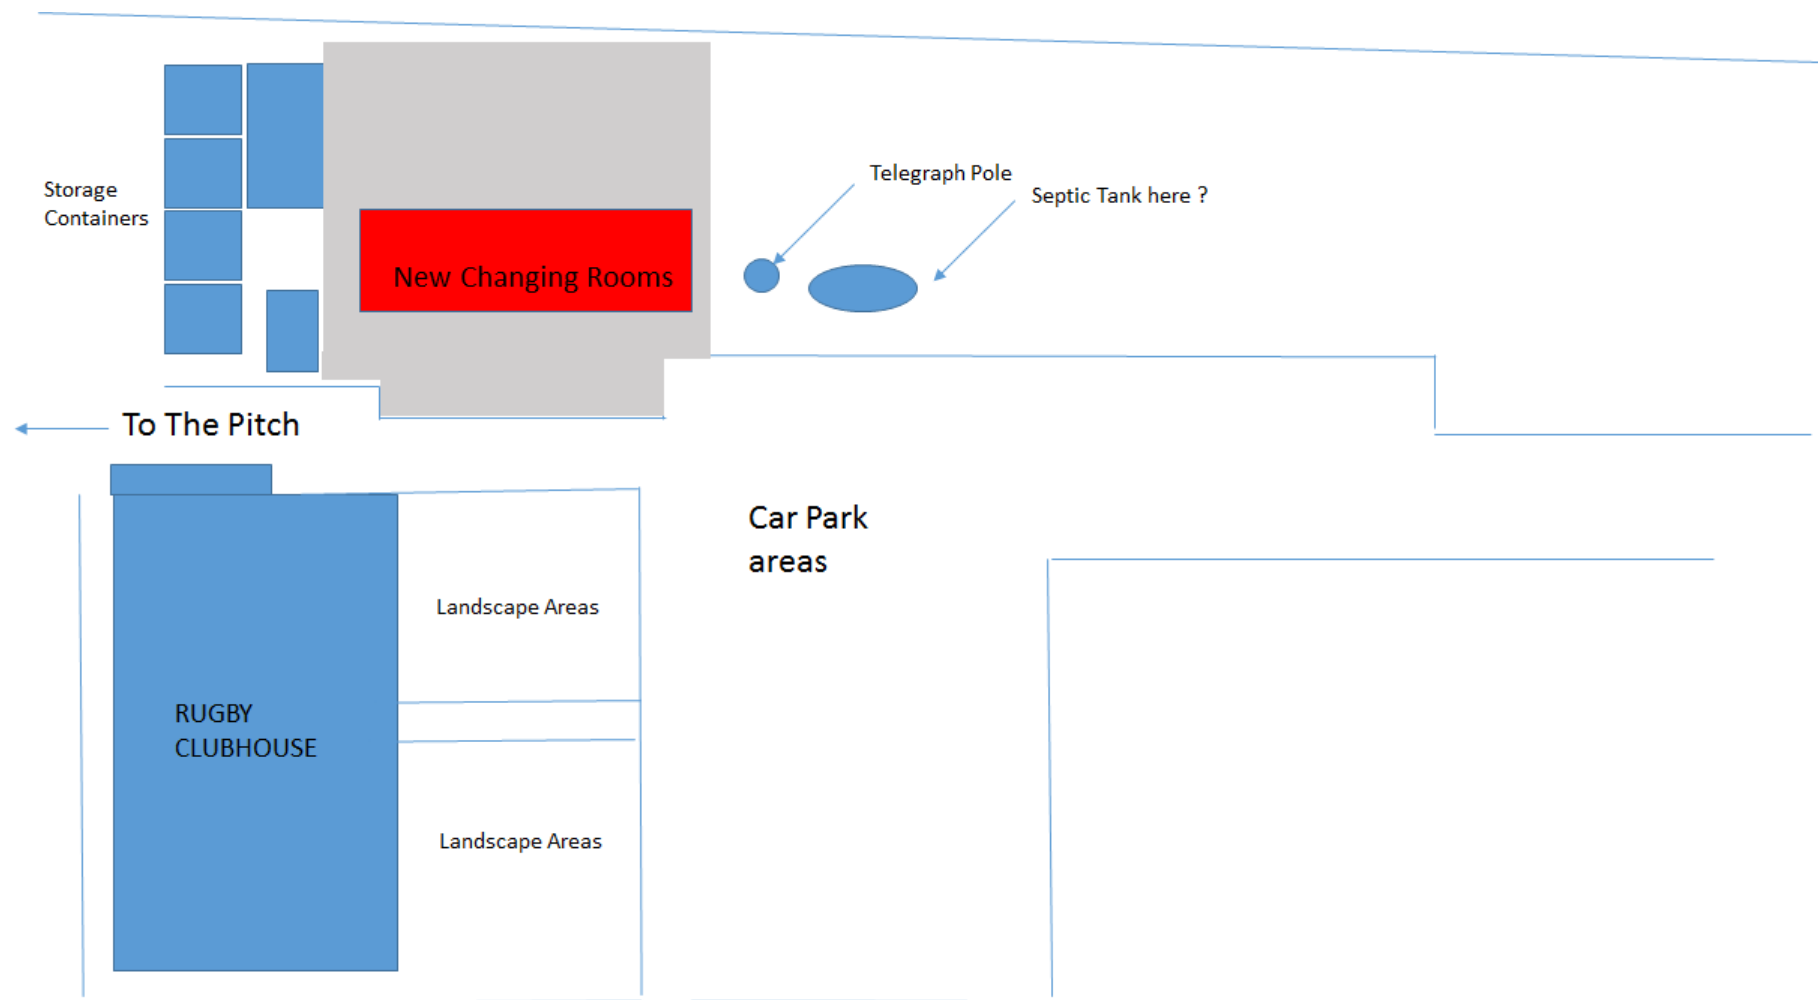 Telegraph Pole
Septic Tank here ?
Storage
Containers
New Changing Rooms
To The Pitch
Car Park
areas
Landscape Areas
RUGBY
CLUBHOUSE
Landscape Areas